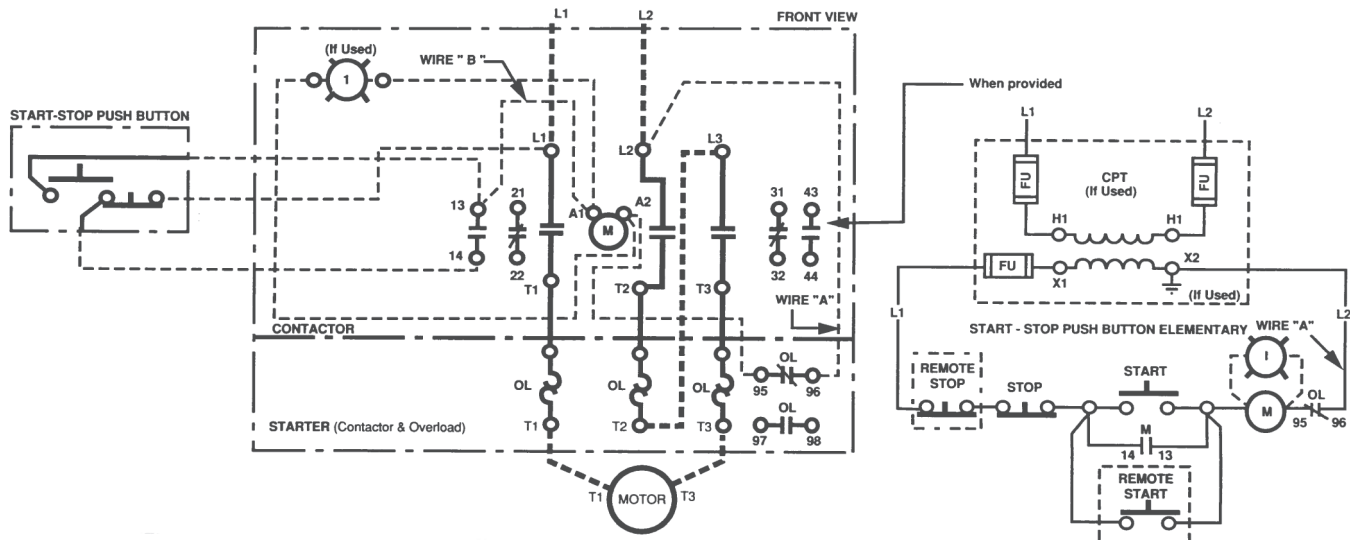 L1
L2
FRONT VIEW
(If Used)
1
WIRE " B "
When provided
START-STOP PUSH BUTTON
L1
L2
L3
13
14
21
22
A1
A2
M
31
32
43
44
T1
T2
T3
WIRE "A"
CONTACTOR
OL
OL
OL
OL
95
96
OL
97
98
STARTER (Contactor & Overload)
T1
T2
T3
T1
MOTOR
T3
L1
L2
FU
CPT
(If Used)
FU
H1
H1
FU
X1
X2
(If Used)
L1
L2
START - STOP PUSH BUTTON ELEMENTARY
WIRE "A"
I
REMOTE
STOP
STOP
START
M
OL
95
96
M
14
13
REMOTE
START